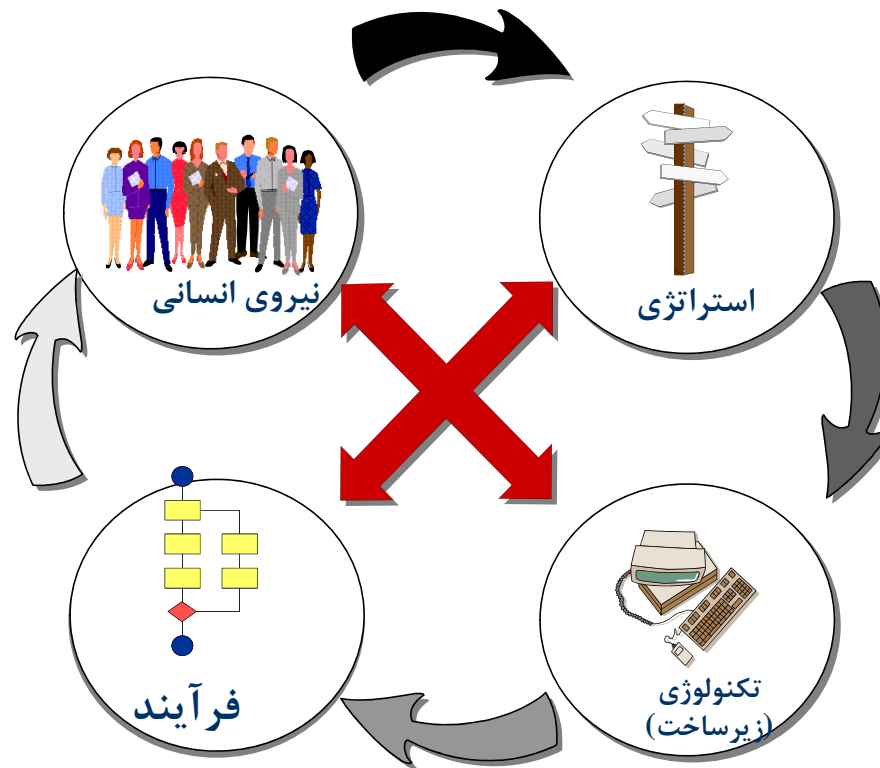 نیروی انسانی
استراتژی
فرآیند
تکنولوژی
(زیرساخت)